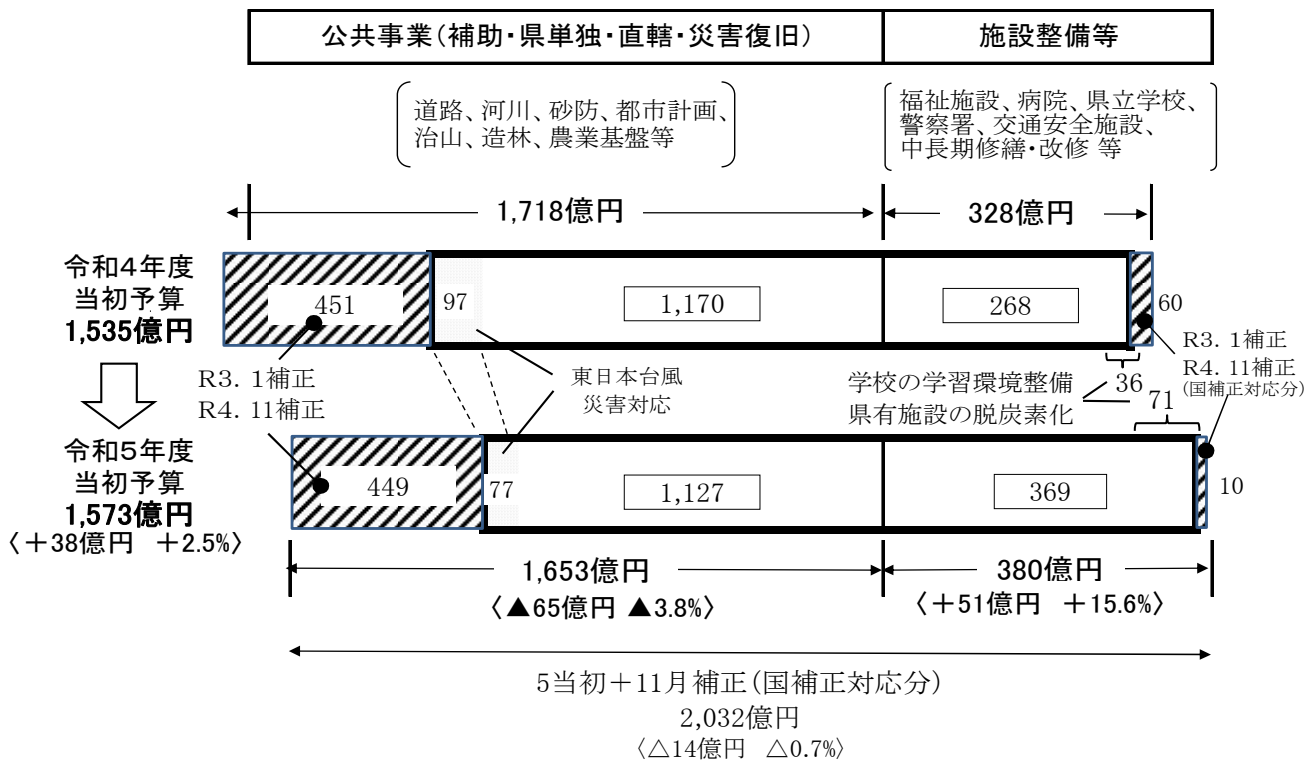 公共事業(補助・県単独・直轄・災害復旧)
施設整備等
道路、河川、砂防、都市計画、
治山、造林、農業基盤等
福祉施設、病院、県立学校、
警察署、交通安全施設、
中長期修繕・改修 等
1,718億円
328億円
令和4年度
当初予算
1,535億円
451
97
1,170
268
60
R3. 1補正
R4. 11補正
東日本台風
災害対応
学校の学習環境整備
県有施設の脱炭素化
36
71
R3. 1補正
R4. 11補正
(国補正対応分)
令和5年度
当初予算
1,573億円
〈+38億円 +2.5%〉
449
77
1,127
369
10
1,653億円
〈▲65億円 ▲3.8%〉
380億円
〈+51億円 +15.6%〉
5当初+11月補正(国補正対応分)
2,032億円
〈△14億円 △0.7%〉